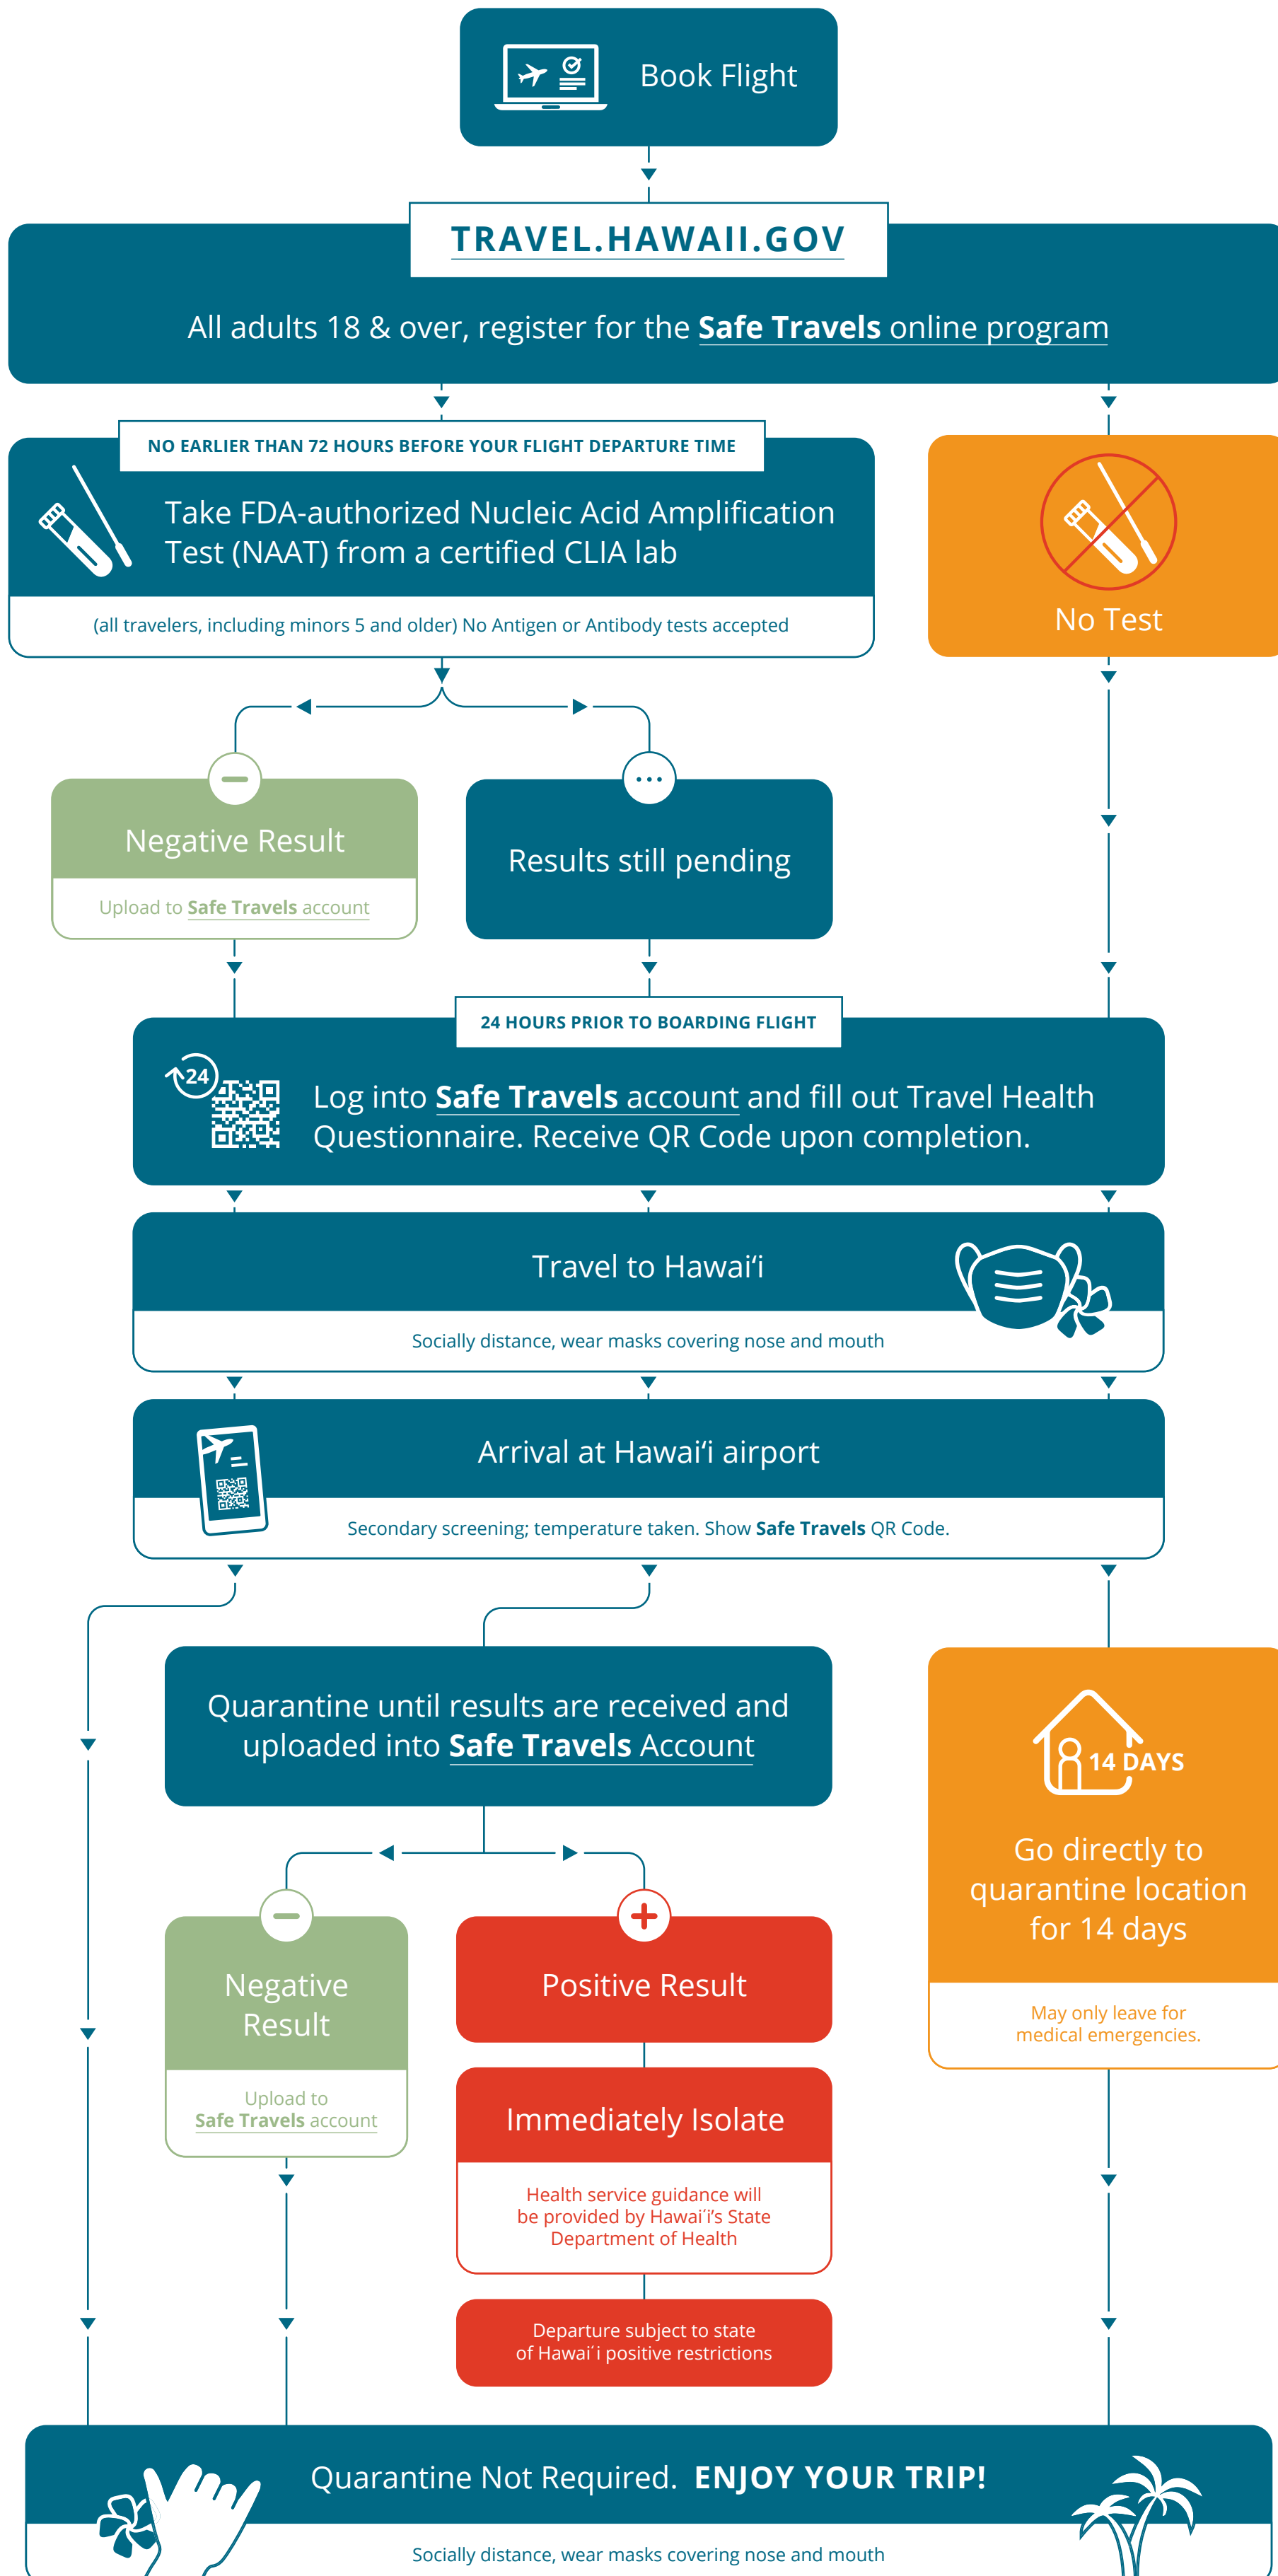 Book Flight
TRAVEL.HAWAII.GOV
All adults 18 & over, register for the Safe Travels online program
NO EARLIER THAN 72 HOURS BEFORE YOUR FLIGHT DEPARTURE TIME
Take FDA-authorized Nucleic Acid Amplification
Test (NAAT) from a certified CLIA lab
(all travelers, including minors 5 and older) No Antigen or Antibody tests accepted
No Test
Negative Result
Upload to Safe Travels account
Results still pending
24 HOURS PRIOR TO BOARDING FLIGHT
24
Log into Safe Travels account and fill out Travel Health
Questionnaire. Receive QR Code upon completion.
Travel to Hawai‘i
Socially distance, wear masks covering nose and mouth
Arrival at Hawai‘i airport
Secondary screening; temperature taken. Show Safe Travels QR Code.
Quarantine until results are received and
uploaded into Safe Travels Account
14 DAYS
Go directly to
quarantine location
for 14 days
May only leave for
medical emergencies.
Negative
Result
Upload to
Safe Travels account
Positive Result
Immediately Isolate
Health service guidance will
be provided by Hawai´i’s State
Department of Health
Departure subject to state
of Hawai´i positive restrictions
Quarantine Not Required. ENJOY YOUR TRIP!
Socially distance, wear masks covering nose and mouth